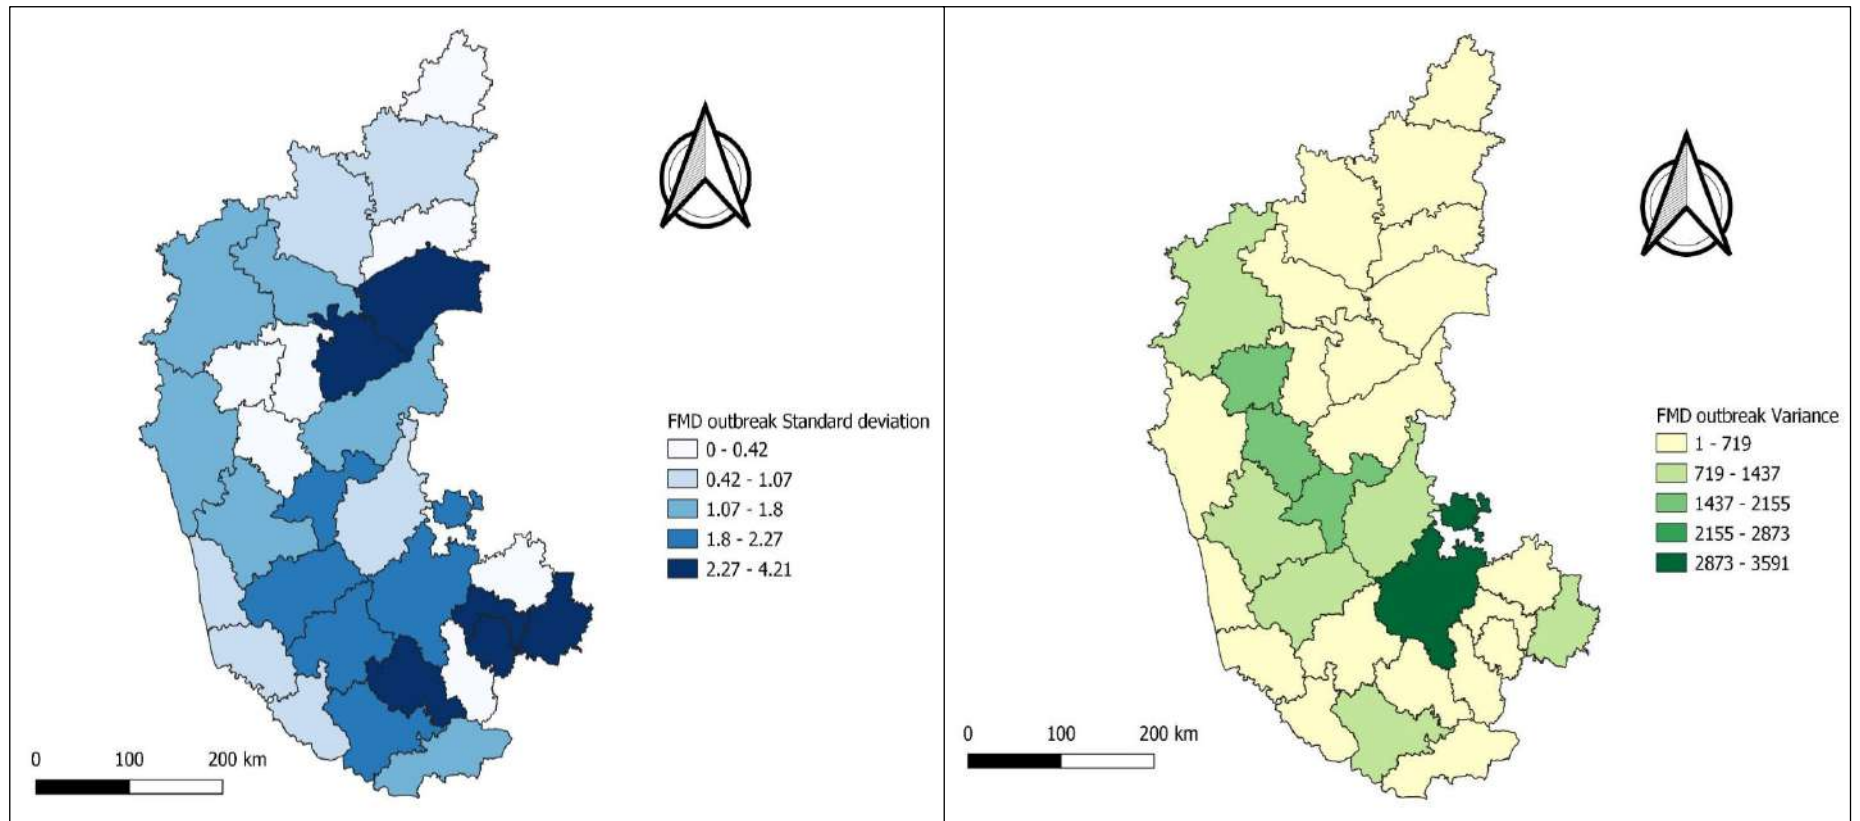 FMD outbreak Standard deviation
0 - 0.42
0.42 - 1.07
1.07 - 1.8
1.8 - 2.27
2.27 - 4.21
0 100 200 km
FMD outbreak Variance
1 - 719
719 - 1437
1437 - 2155
2155 - 2873
2873 - 3591
0 100 200 km